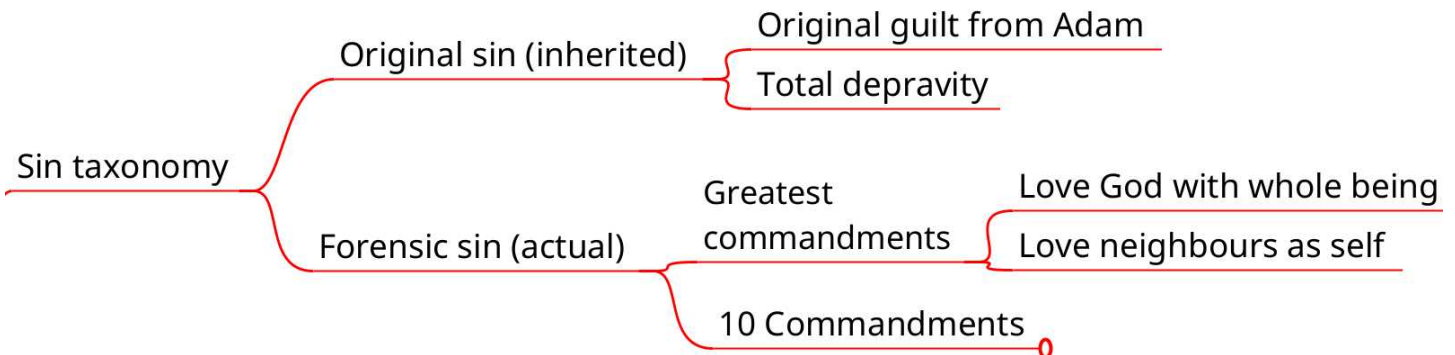 Original guilt from Adam
Original sin (inherited)
Total depravity
Sin taxonomy
Greatest
commandments
Love God with whole being
Love neighbours as self
Forensic sin (actual)
10 Commandments